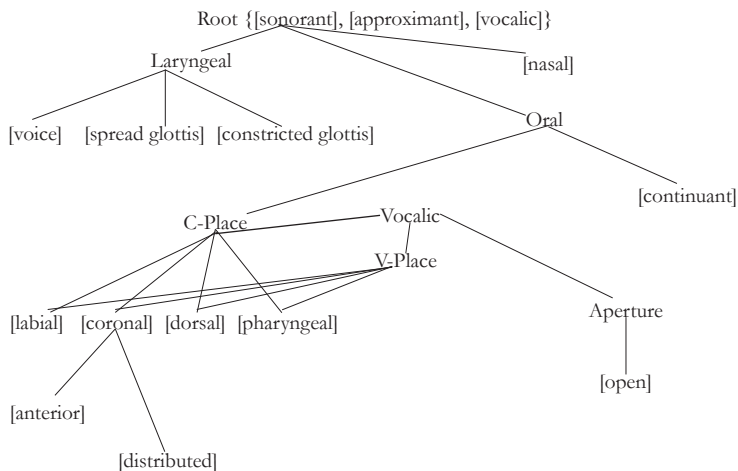 Root {[sonorant], [approximant], [vocalic]}
Laryngeal
[nasal]
[voice] [spread glottis] [constricted glottis]
Oral
[continuant]
C-Place
Vocalic
V-Place
[labial] [coronal] [dorsal] [pharyngeal]
Aperture
[open]
[anterior]
[distributed]